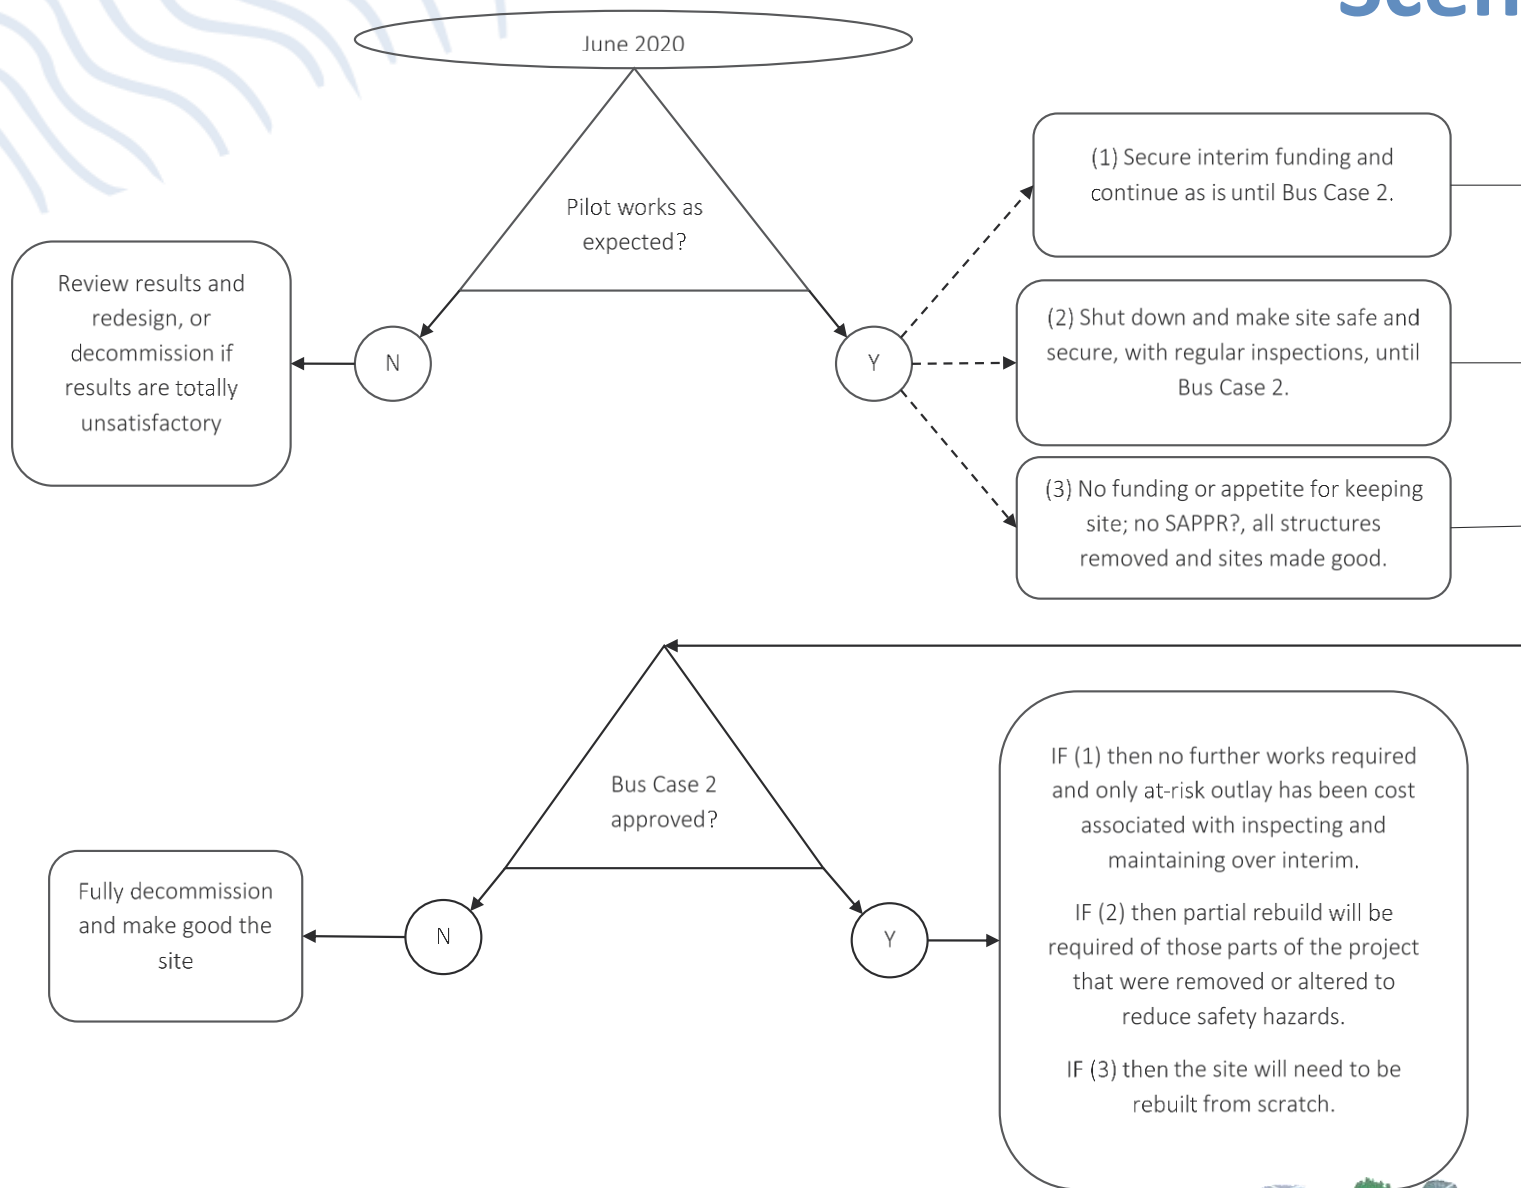 June 2020
Pilot works as
expected?
(1) Secure interim funding and
continue as is until Bus Case 2.
Review results and
redesign, or
decommission if
results are totally
unsatisfactory
N
Y
(2) Shut down and make site safe and
secure, with regular inspections, until
Bus Case 2.
(3) No funding or appetite for keeping
site; no SAPPR?, all structures
removed and sites made good.
Bus Case 2
approved?
Fully decommission
and make good the
site
N
Y
IF (1) then no further works required
and only at-risk outlay has been cost
associated with inspecting and
maintaining over interim.
IF (2) then partial rebuild will be
required of those parts of the project
that were removed or altered to
reduce safety hazards.
IF (3) then the site will need to be
rebuilt from scratch.